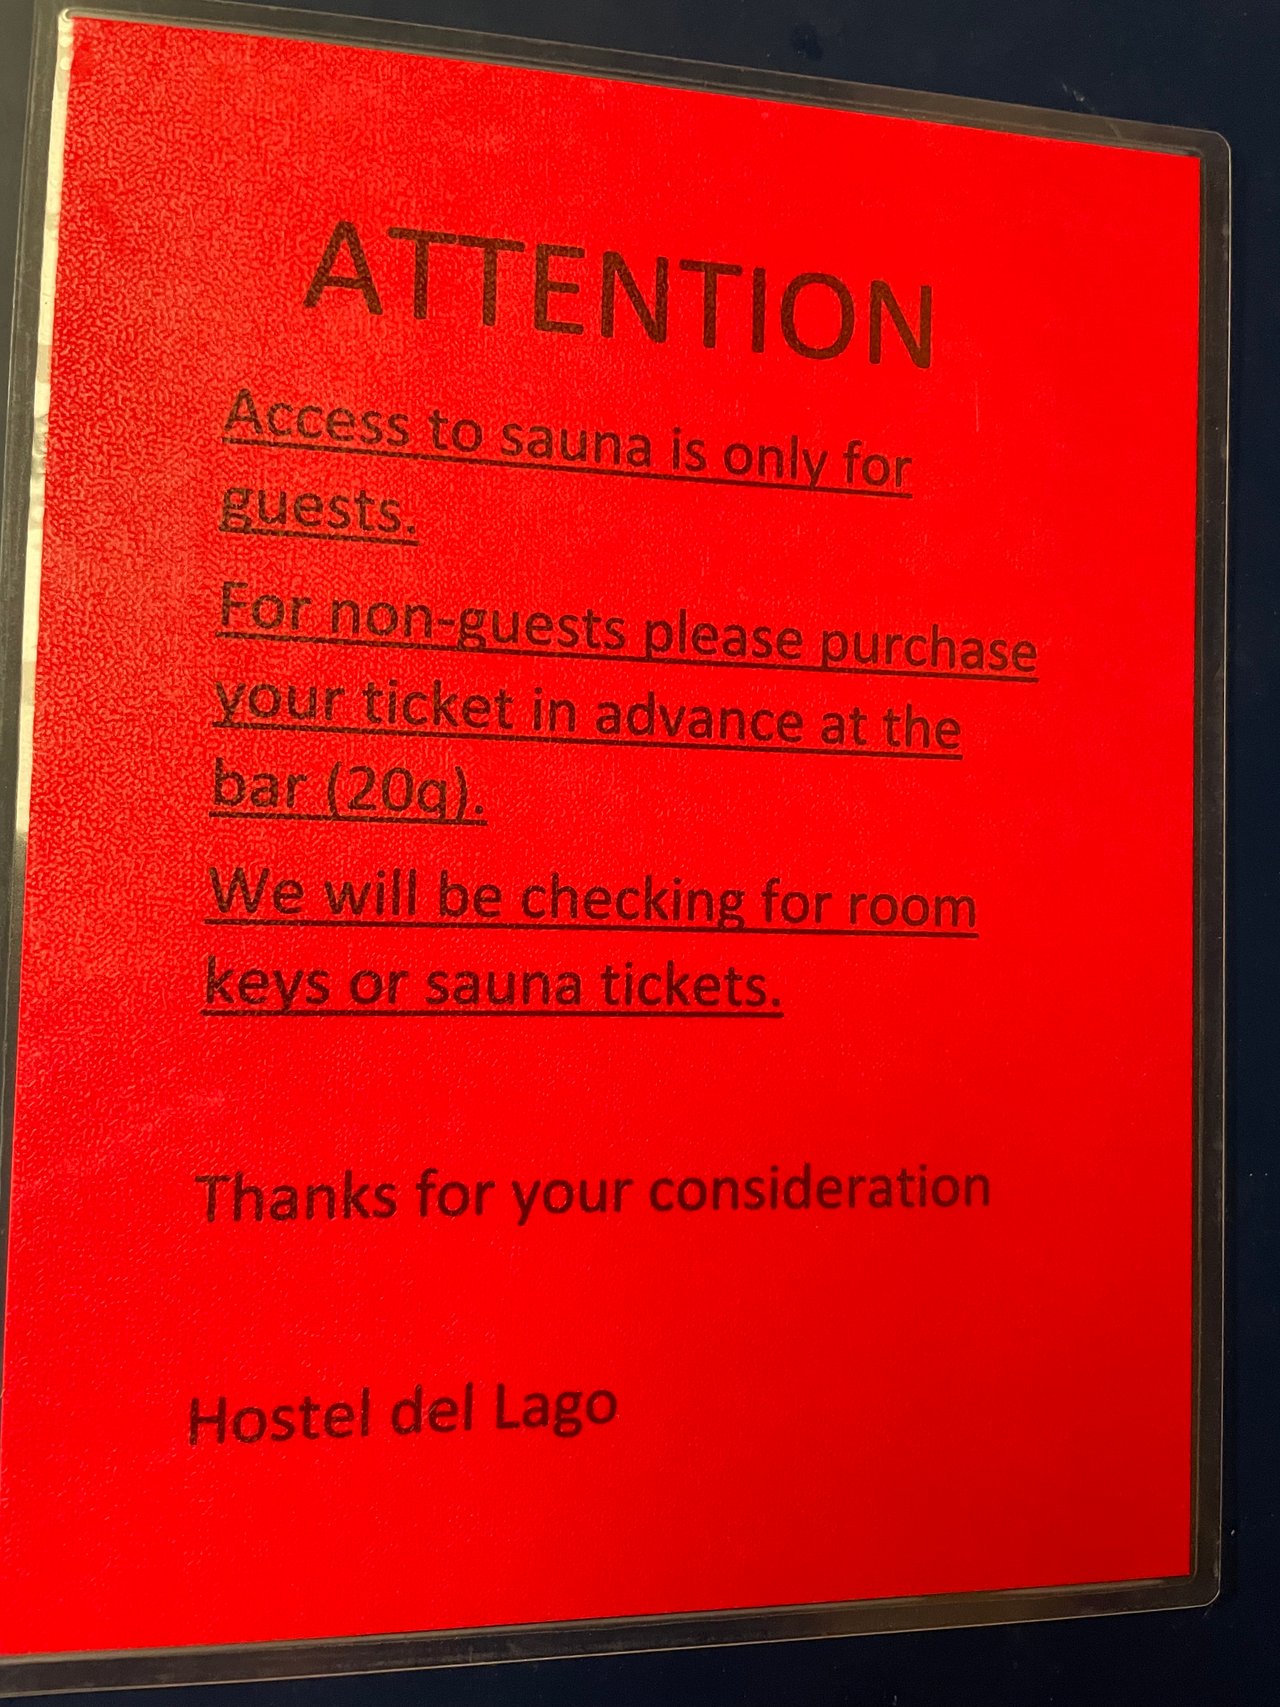 ATTENTION
Access to sauna is only for
guests.
For non-guests please purchase
your ticket in advance at the
bar (20q).
We will be checking for room
keys or sauna tickets.
Thanks for your consideration
Hostel del Lago